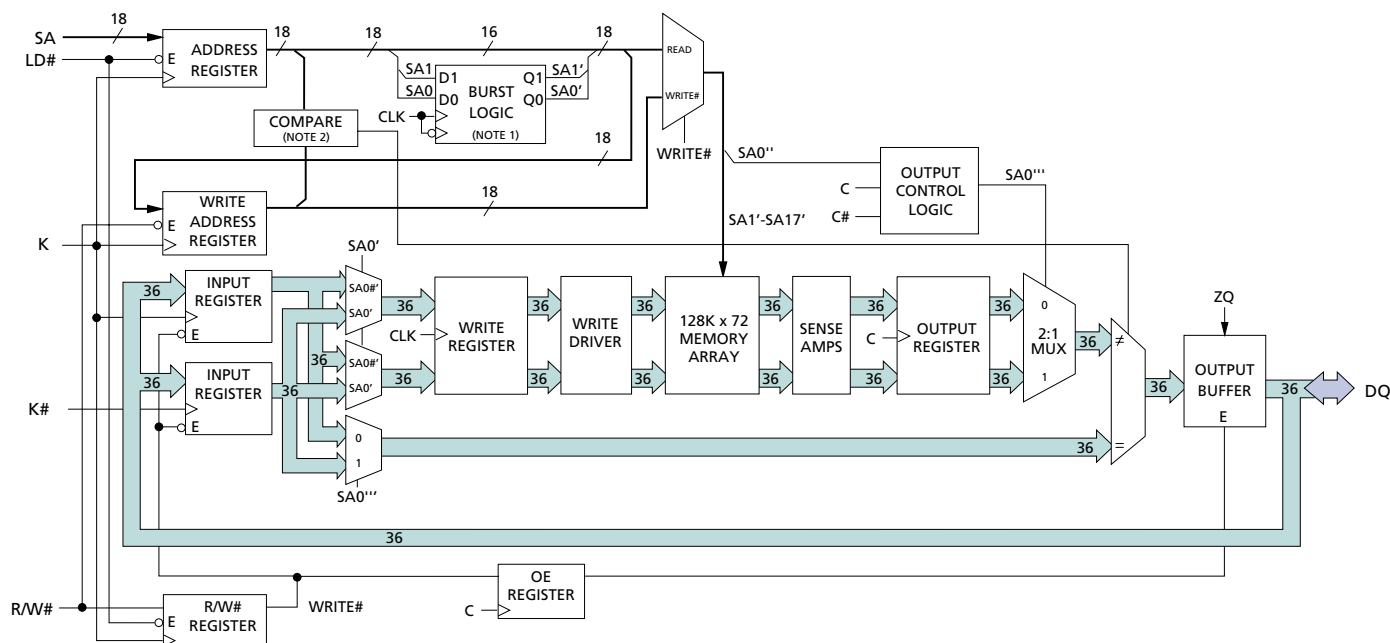 18
SA
LD#
E
ADDRESS
REGISTER
18
18
16
18
SA1
SA0
D1
D0
BURST
LOGIC
(NOTE 1)
Q1
Q0
SA1'
SA0'
CLK
READ
WRITE#
WRITE#
COMPARE
(NOTE 2)
18
18
WRITE
ADDRESS
REGISTER
E
K
SA0''
C
C#
OUTPUT
CONTROL
LOGIC
SA0'''
SA1'-SA17'
SA0'
36
INPUT
REGISTER
E
SA0#'
SA0'
36
CLK
WRITE
REGISTER
36
WRITE
DRIVER
36
128K x 72
MEMORY
ARRAY
36
SENSE
AMPS
36
C
OUTPUT
REGISTER
36
0
2:1
MUX
1
36
≠
ZQ
36
INPUT
REGISTER
E
36
36
SA0#'
SA0'
36
36
36
36
36
36
K#
36
OUTPUT
BUFFER
E
36
DQ
0
1
SA0'''
36
=
36
OE
REGISTER
C
R/W#
E
R/W#
REGISTER
WRITE#